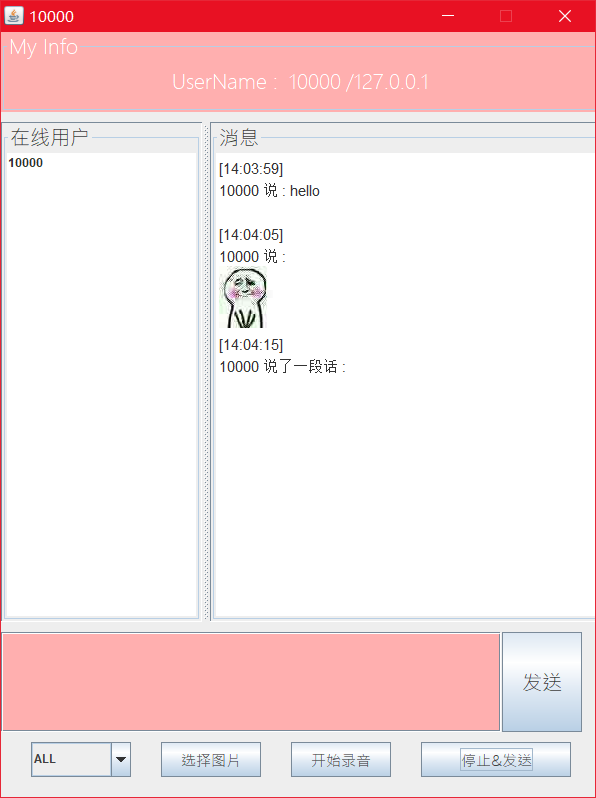 10000
My Info
UserName :  10000 /127.0.0.1
在线用户
10000
消息
[14:03:59]
10000 说 : hello
[14:04:05]
10000 说 :
[14:04:15]
10000 说了一段话 :
发送
ALL
选择图片
开始录音
停止&发送